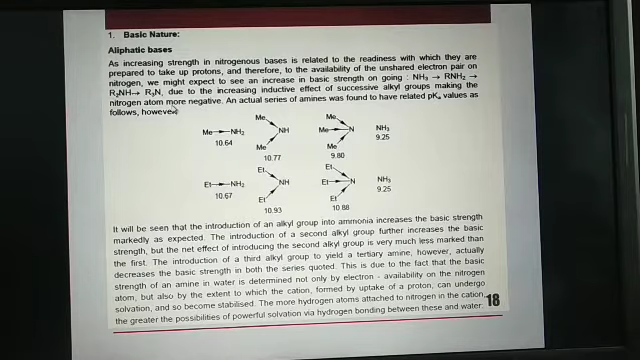 1. Basic Nature:
Aliphatic bases
As increasing strength in nitrogenous bases is related to the readiness with which they are
prepared to take up protons, and therefore, to the availability of the unshared electron pair on
nitrogen, we might expect to see an increase in basic strength on going : NH₃ → RNH₂ →
R₂NH→ R₃N, due to the increasing inductive effect of successive alkyl groups making the
nitrogen atom more negative. An actual series of amines was found to have related pKₐ values as
follows, however
Me NH₂ 10.64
Me Me NH 10.77
Me Me Me N 9.80
NH₃ 9.25
Et NH₂ 10.67
Et Et NH 10.93
Et Et Et N 10.88
NH₃ 9.25
It will be seen that the introduction of an alkyl group into ammonia increases the basic strength
markedly as expected. The introduction of a second alkyl group further increases the basic
strength, but the net effect of introducing the second alkyl group is very much less marked than
the first. The introduction of a third alkyl group to yield a tertiary amine, however, actually
decreases the basic strength in both the series quoted. This is due to the fact that the basic
strength of an amine in water is determined not only by electron - availability on the nitrogen
atom, but also by the extent to which the cation, formed by uptake of a proton, can undergo
solvation, and so become stabilised. The more hydrogen atoms attached to nitrogen in the cation,
the greater the possibilities of powerful solvation via hydrogen bonding between these and water.
18